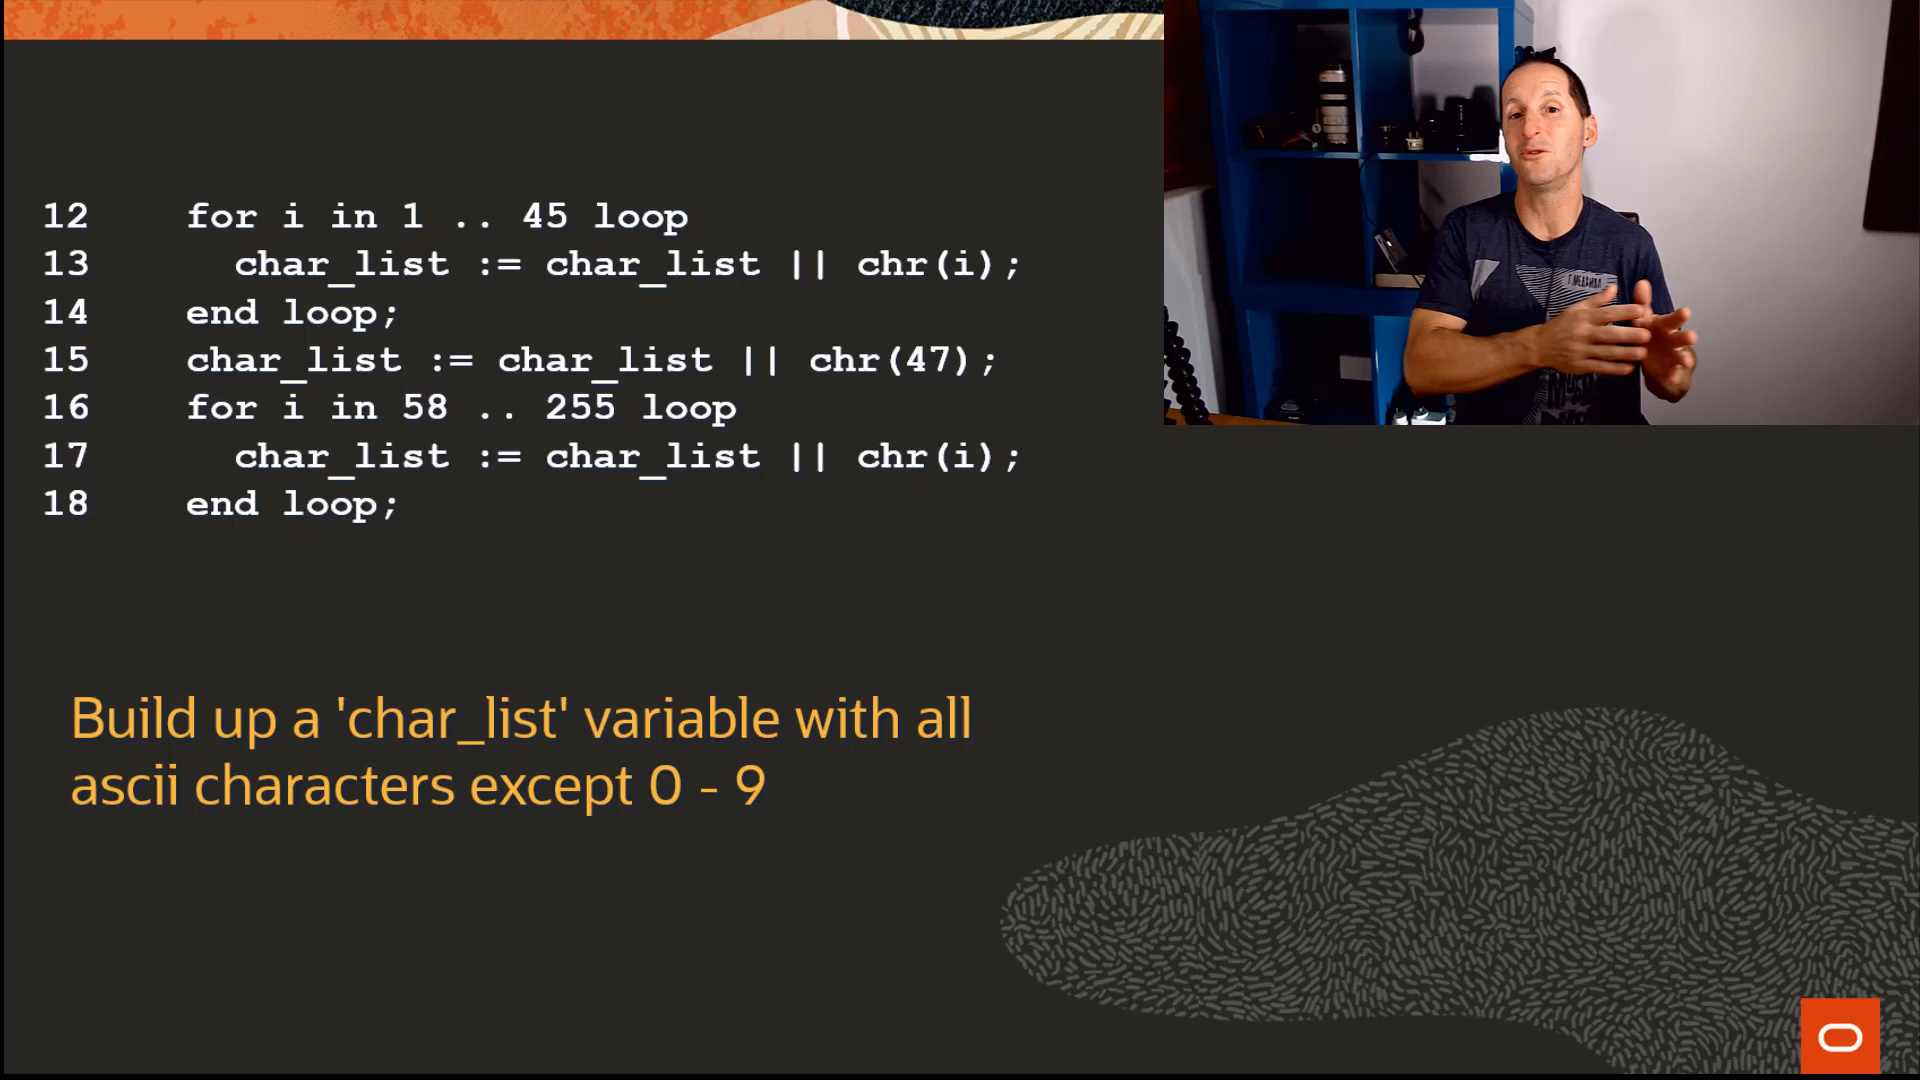 12    for i in 1 .. 45 loop
13      char_list := char_list || chr(i);
14    end loop;
15    char_list := char_list || chr(47);
16    for i in 58 .. 255 loop
17      char_list := char_list || chr(i);
18    end loop;
Build up a 'char_list' variable with all
ascii characters except 0 - 9